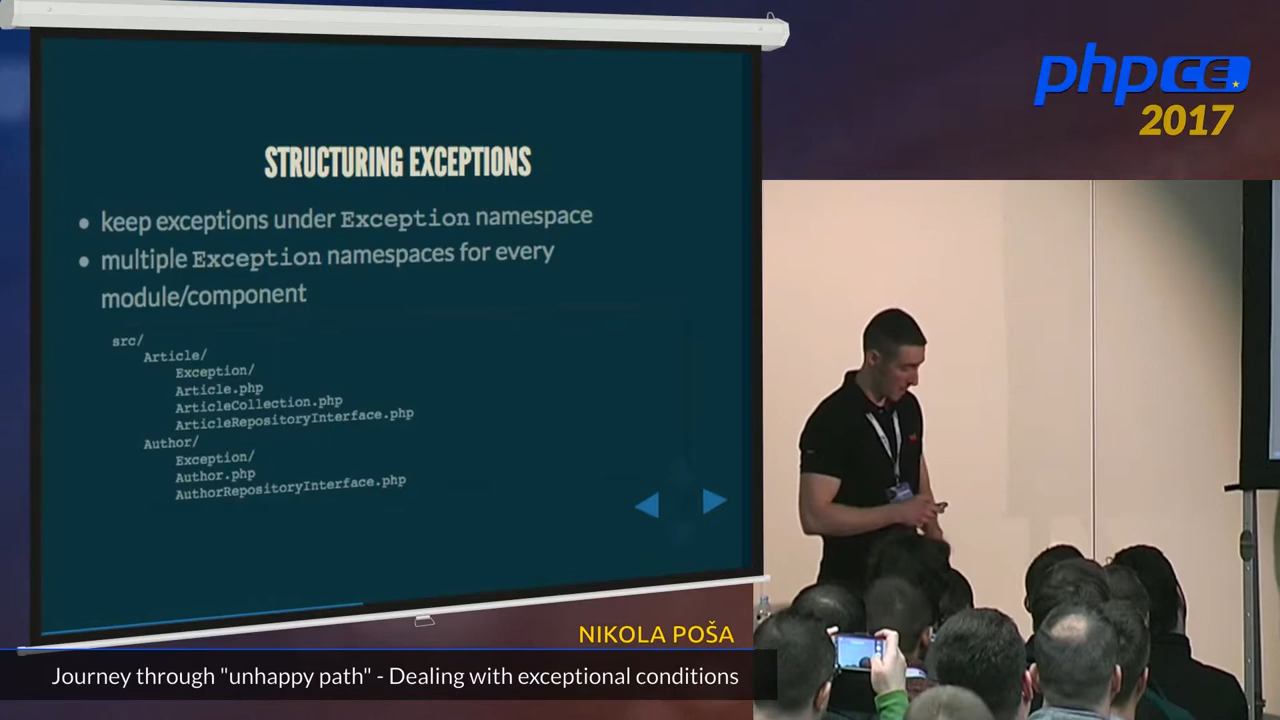 STRUCTURING EXCEPTIONS
keep exceptions under Exception namespace
multiple Exception namespaces for every
module/component
src/
Article/
Exception/
Article.php
ArticleCollection.php
ArticleRepositoryInterface.php
Author/
Exception/
Author.php
AuthorRepositoryInterface.php
phpCE
2017
NIKOLA POŠA
Journey through "unhappy path" - Dealing with exceptional conditions